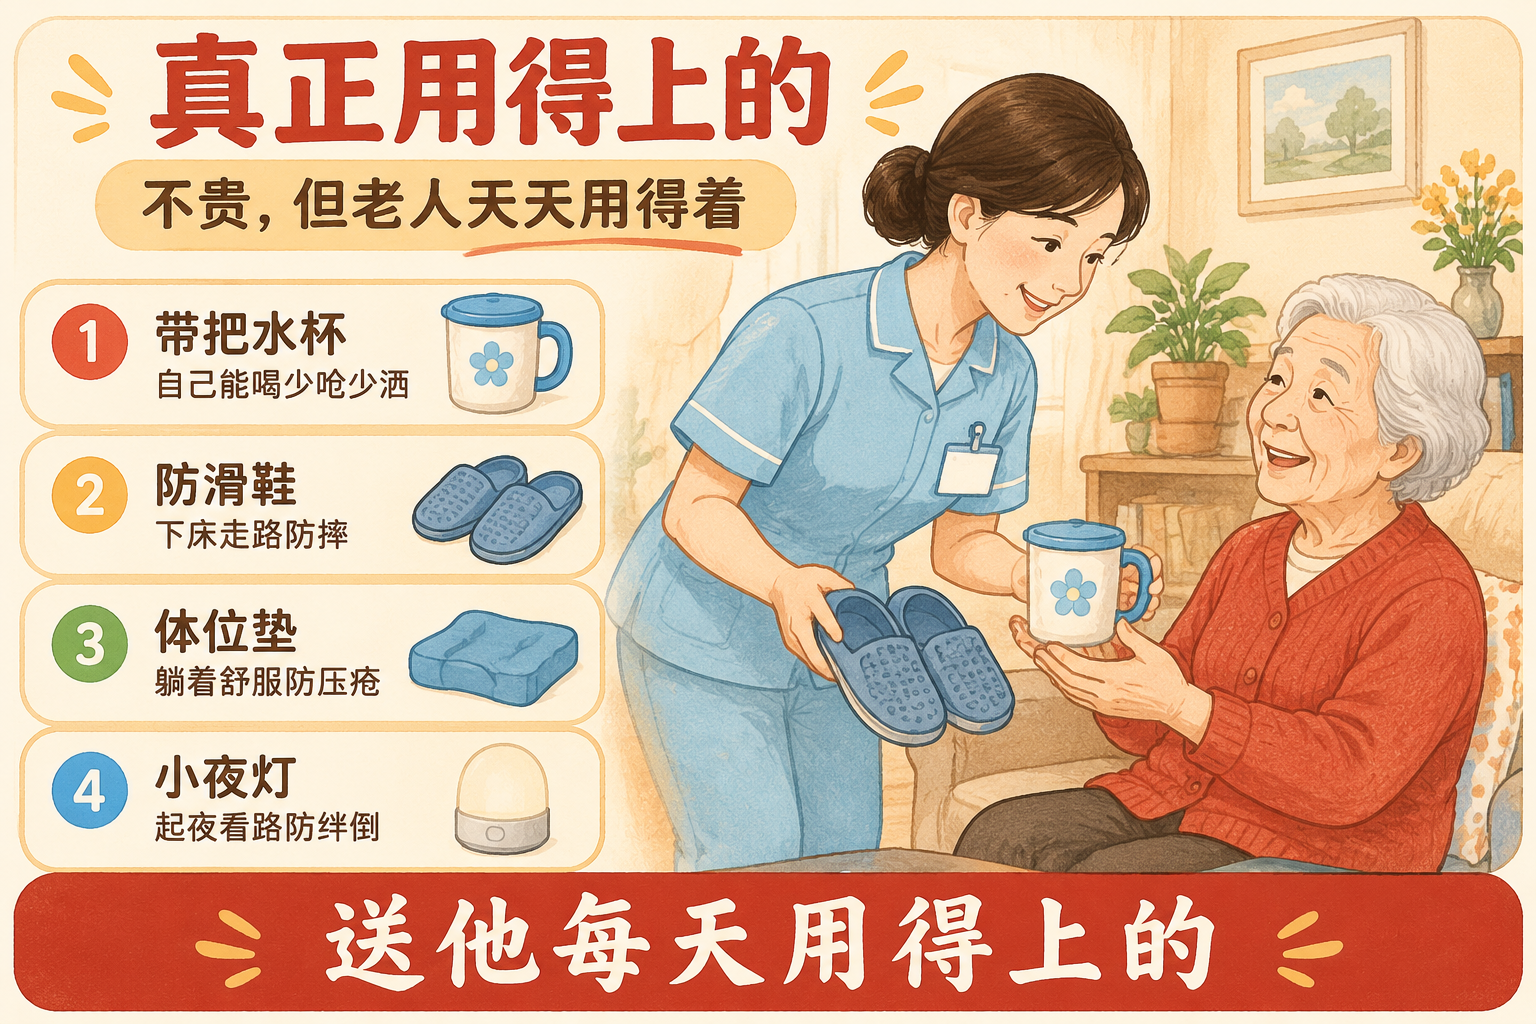 真正用得上的
不贵，但老人天天用得着
1
带把水杯
自己能喝少呛少洒
2
防滑鞋
下床走路防摔
3
体位垫
躺着舒服防压疮
4
小夜灯
起夜看路防绊倒
送他每天用得上的